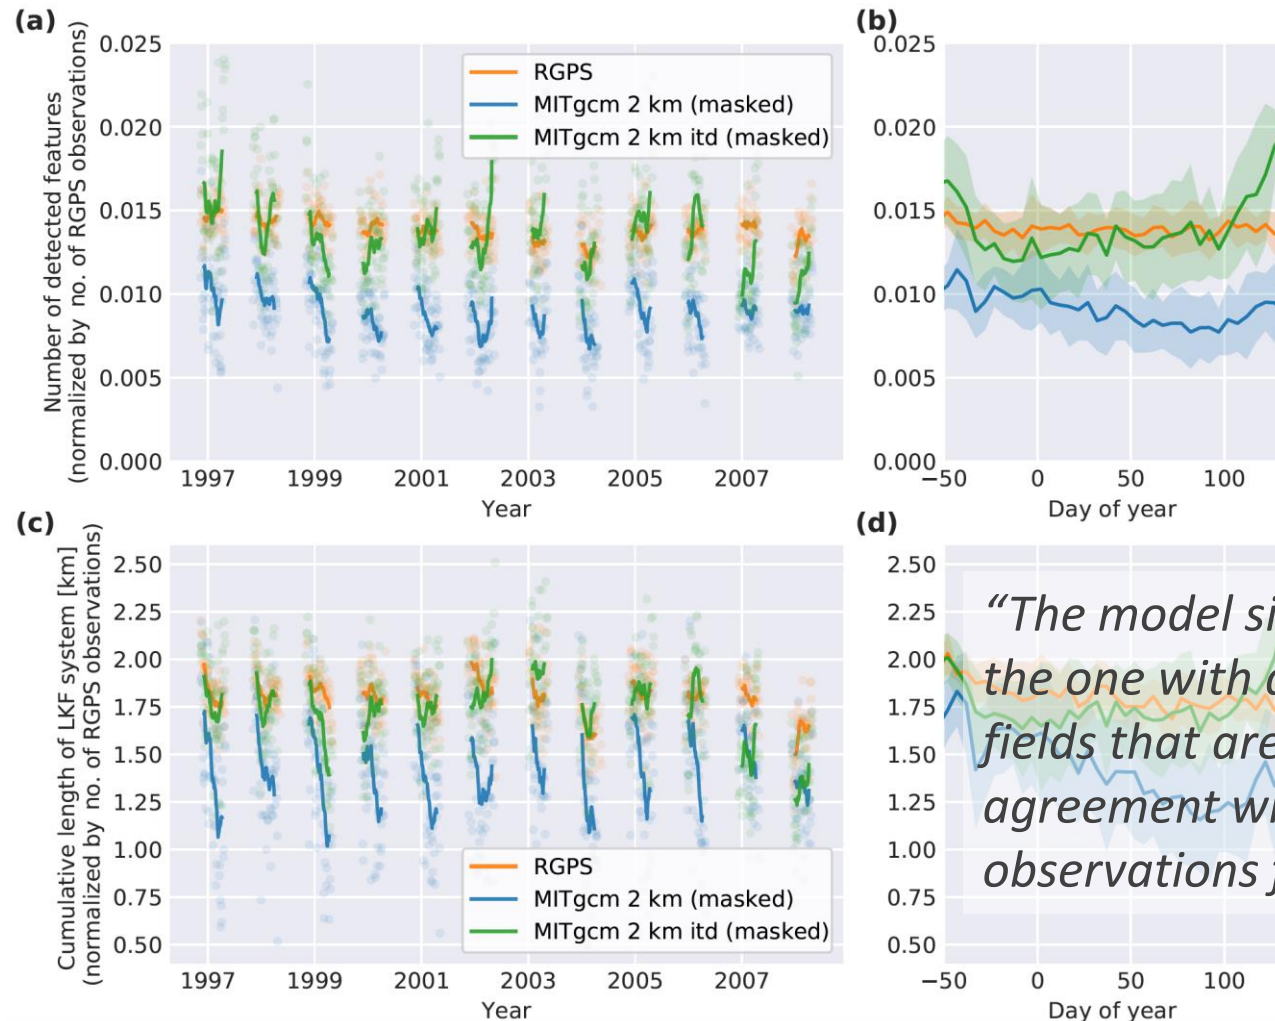 (a)
Number of detected features
(normalized by no. of RGPS observations)
0.025
0.020
0.015
0.010
0.005
0.000
RGPS
MITgcm 2 km (masked)
MITgcm 2 km itd (masked)
1997
1999
2001
2003
2005
2007
Year
(b)
0.025
0.020
0.015
0.010
0.005
0.000
−50
0
50
100
Day of year
(c)
Cumulative length of LKF system [km]
(normalized by no. of RGPS observations)
2.50
2.25
2.00
1.75
1.50
1.25
1.00
0.75
0.50
RGPS
MITgcm 2 km (masked)
MITgcm 2 km itd (masked)
1997
1999
2001
2003
2005
2007
Year
(d)
2.50
2.25
2.00
1.75
1.50
1.25
1.00
0.75
0.50
“The model si
the one with
fields that are
agreement
observations
−50
0
50
100
Day of year